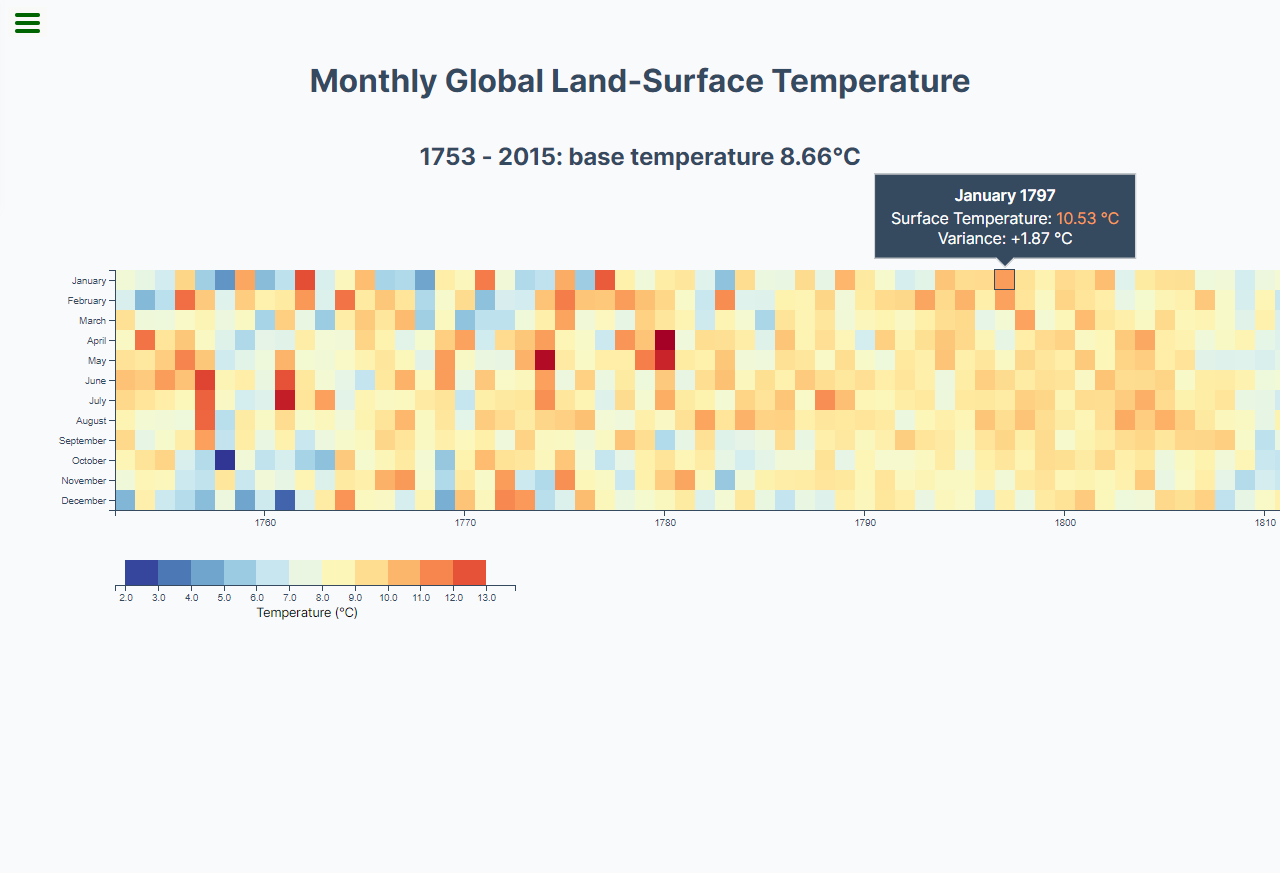 Monthly Global Land-Surface Temperature
1753 - 2015: base temperature 8.66°C
January 1797
Surface Temperature: 10.53 °C
Variance: +1.87 °C
January
February
March
April
May
June
July
August
September
October
November
December
1760 1770 1780 1790 1800 1810
2.0 3.0 4.0 5.0 6.0 7.0 8.0 9.0 10.0 11.0 12.0 13.0
Temperature (°C)